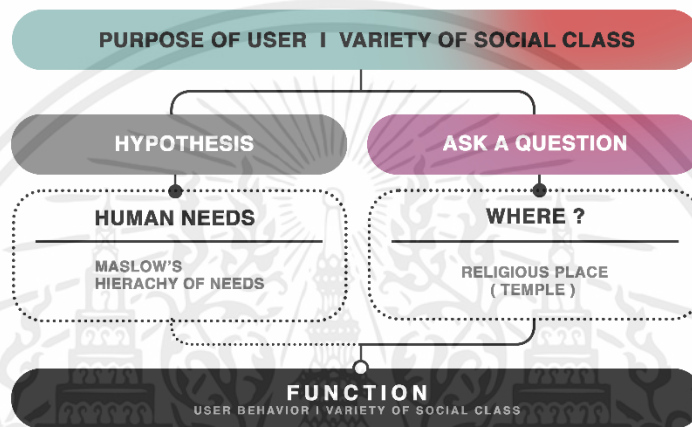 PURPOSE OF USER I VARIETY OF SOCIAL CLASS
HYPOTHESIS
ASK A QUESTION
HUMAN NEEDS
MASLOW'S
HIERACHY OF NEEDS
WHERE ?
RELIGIOUS PLACE
( TEMPLE )
FUNCTION
USER BEHAVIOR I VARIETY OF SOCIAL CLASS